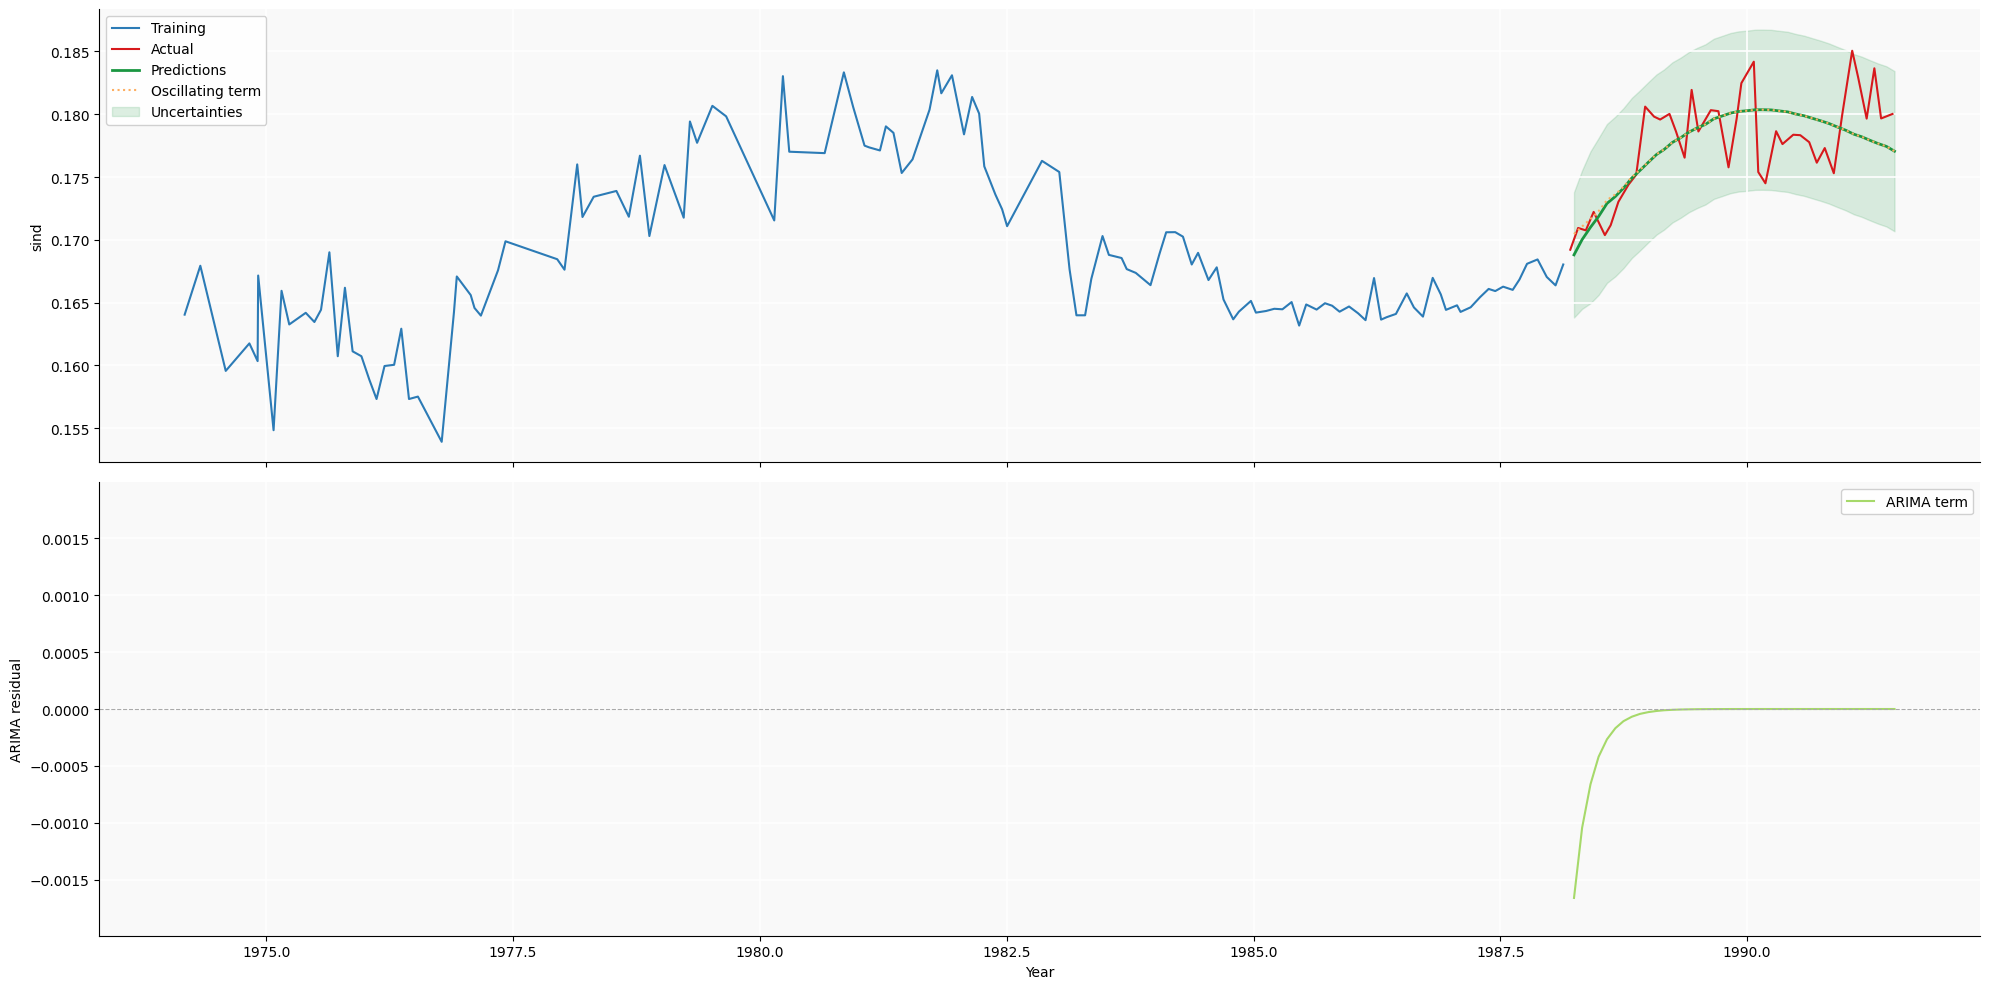 Training
Actual
Predictions
Oscillating term
Uncertainties
0.185
0.180
0.175
0.170
0.165
0.160
0.155
sind
ARIMA term
0.0015
0.0010
0.0005
0.0000
−0.0005
−0.0010
−0.0015
ARIMA residual
1975.0 1977.5 1980.0 1982.5 1985.0 1987.5 1990.0
Year